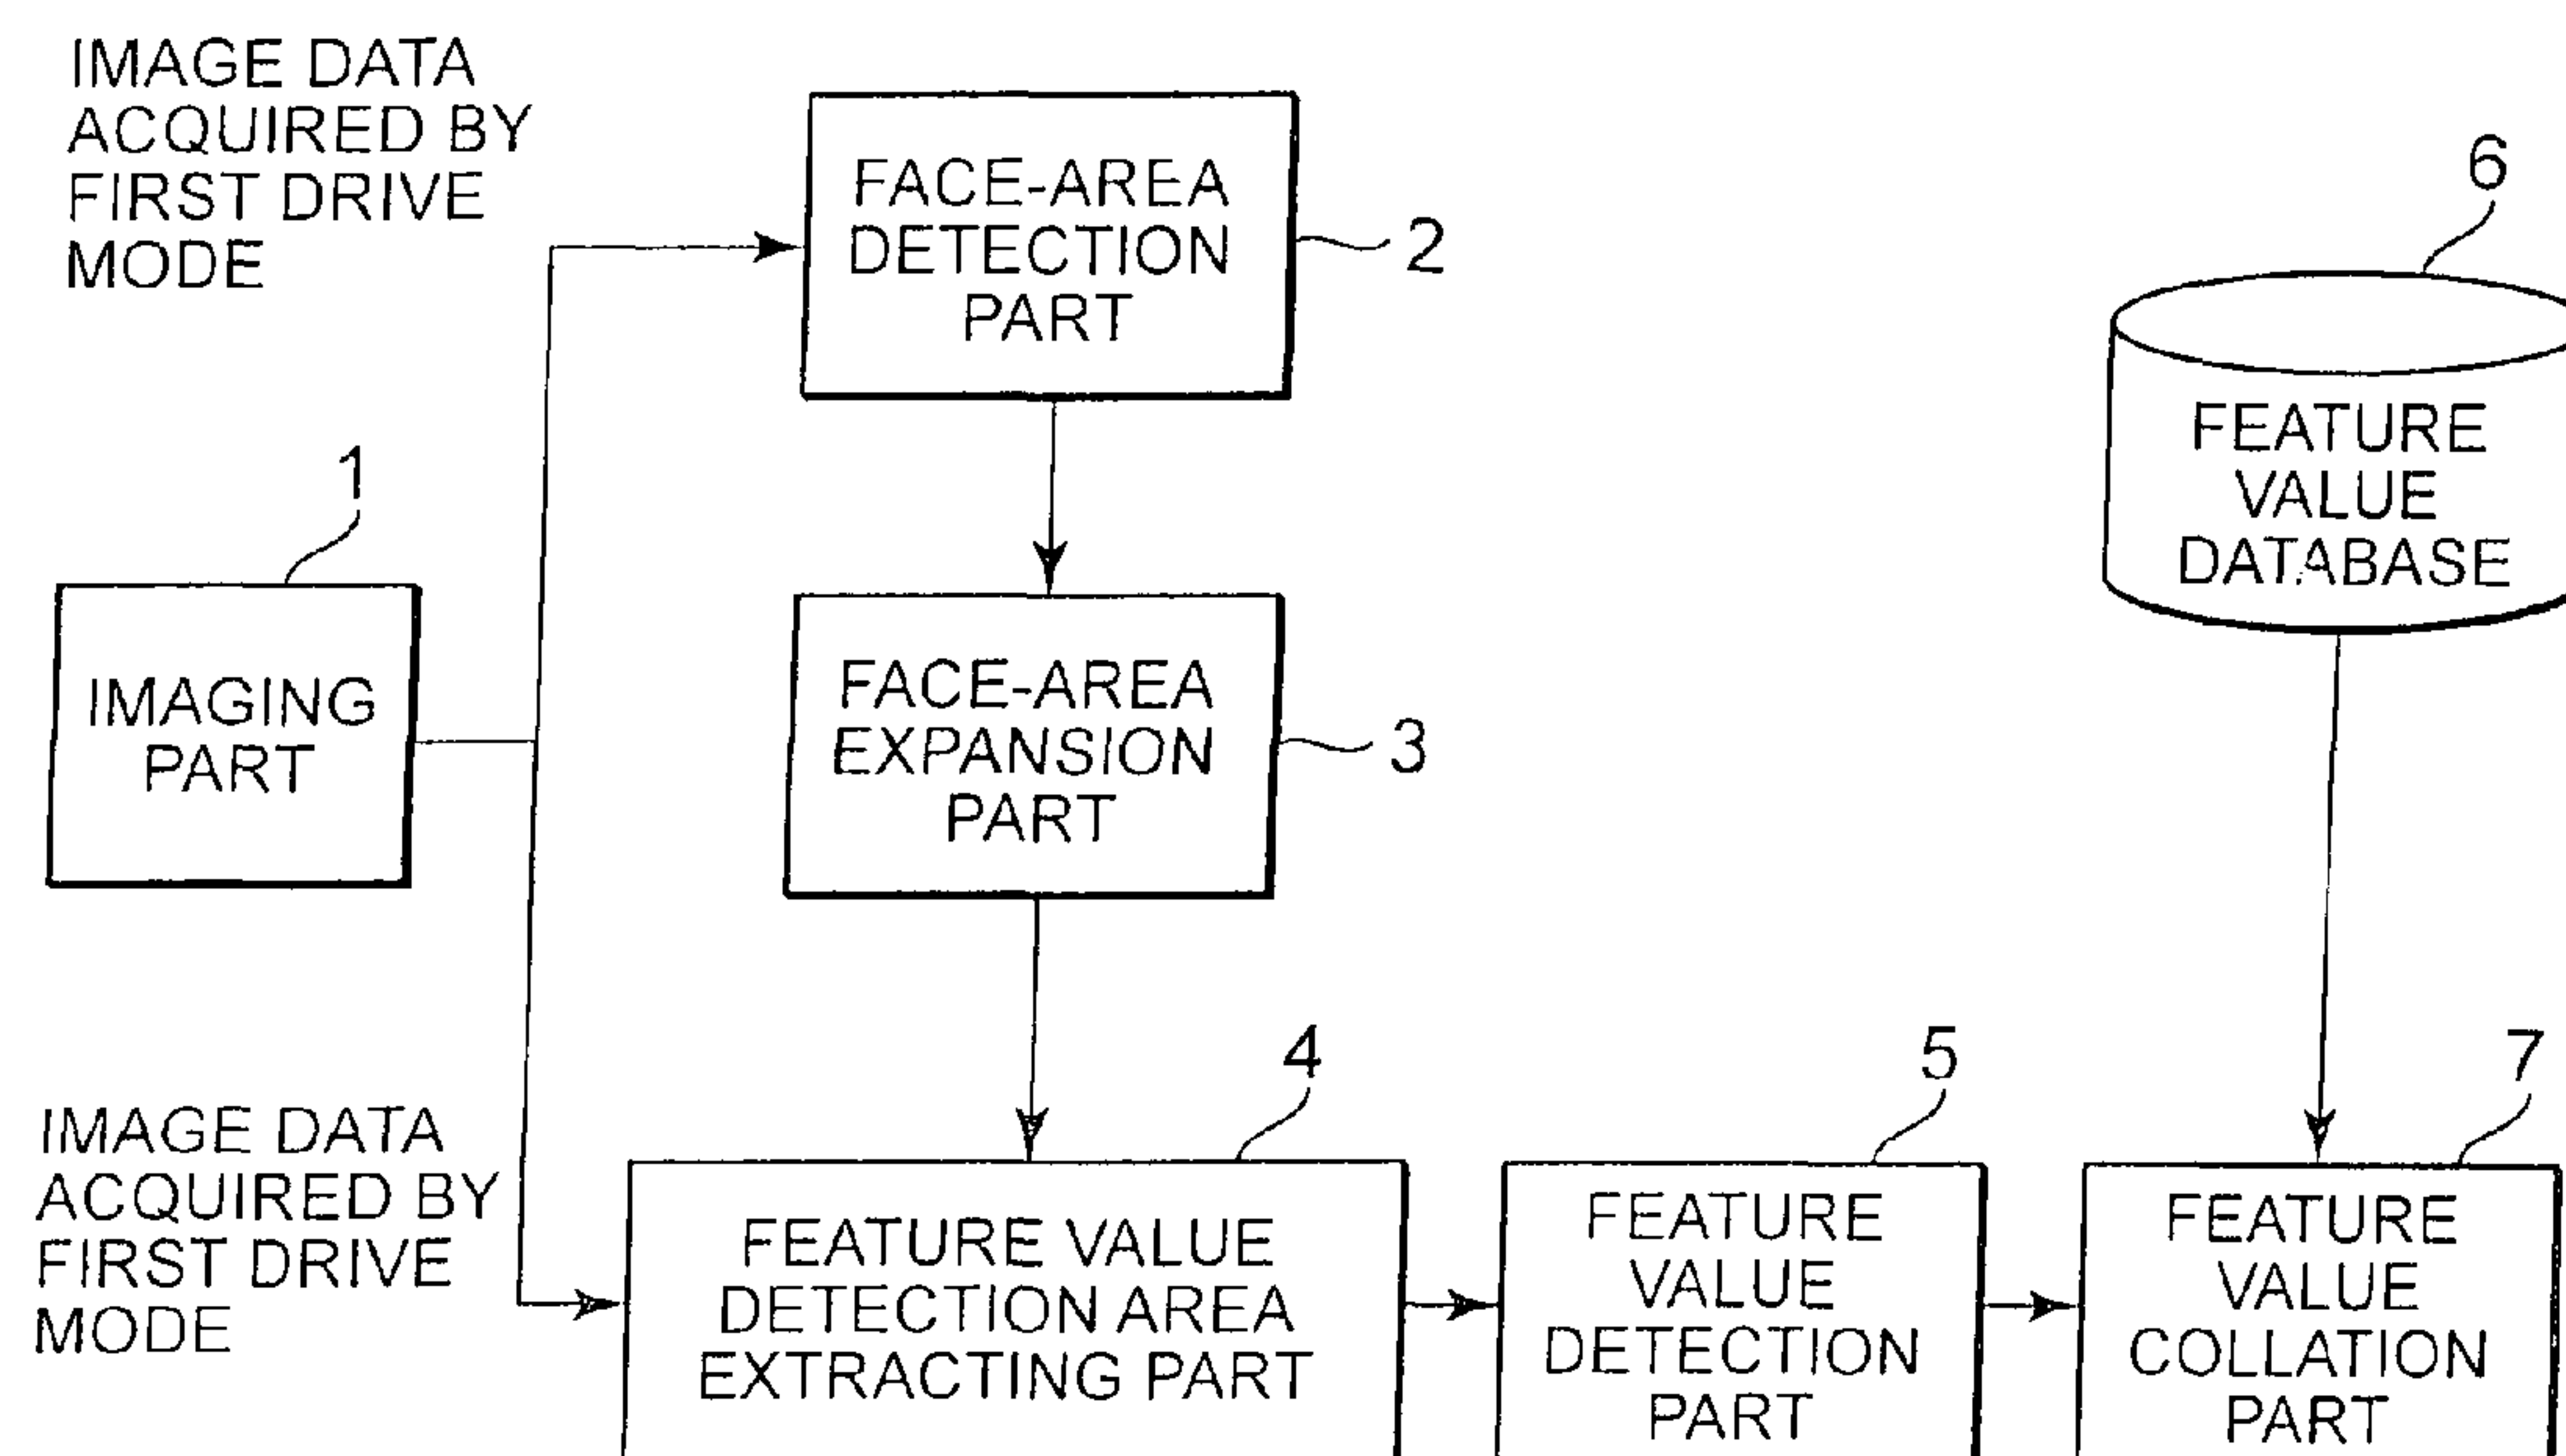 IMAGE DATA
ACQUIRED BY
FIRST DRIVE
MODE
FACE-AREA
DETECTION
PART
2
6
FEATURE
VALUE
DATABASE
1
IMAGING
PART
FACE-AREA
EXPANSION
PART
3
IMAGE DATA
ACQUIRED BY
FIRST DRIVE
MODE
4
FEATURE VALUE
DETECTION AREA
EXTRACTING PART
5
FEATURE
VALUE
DETECTION
PART
7
FEATURE
VALUE
COLLATION
PART